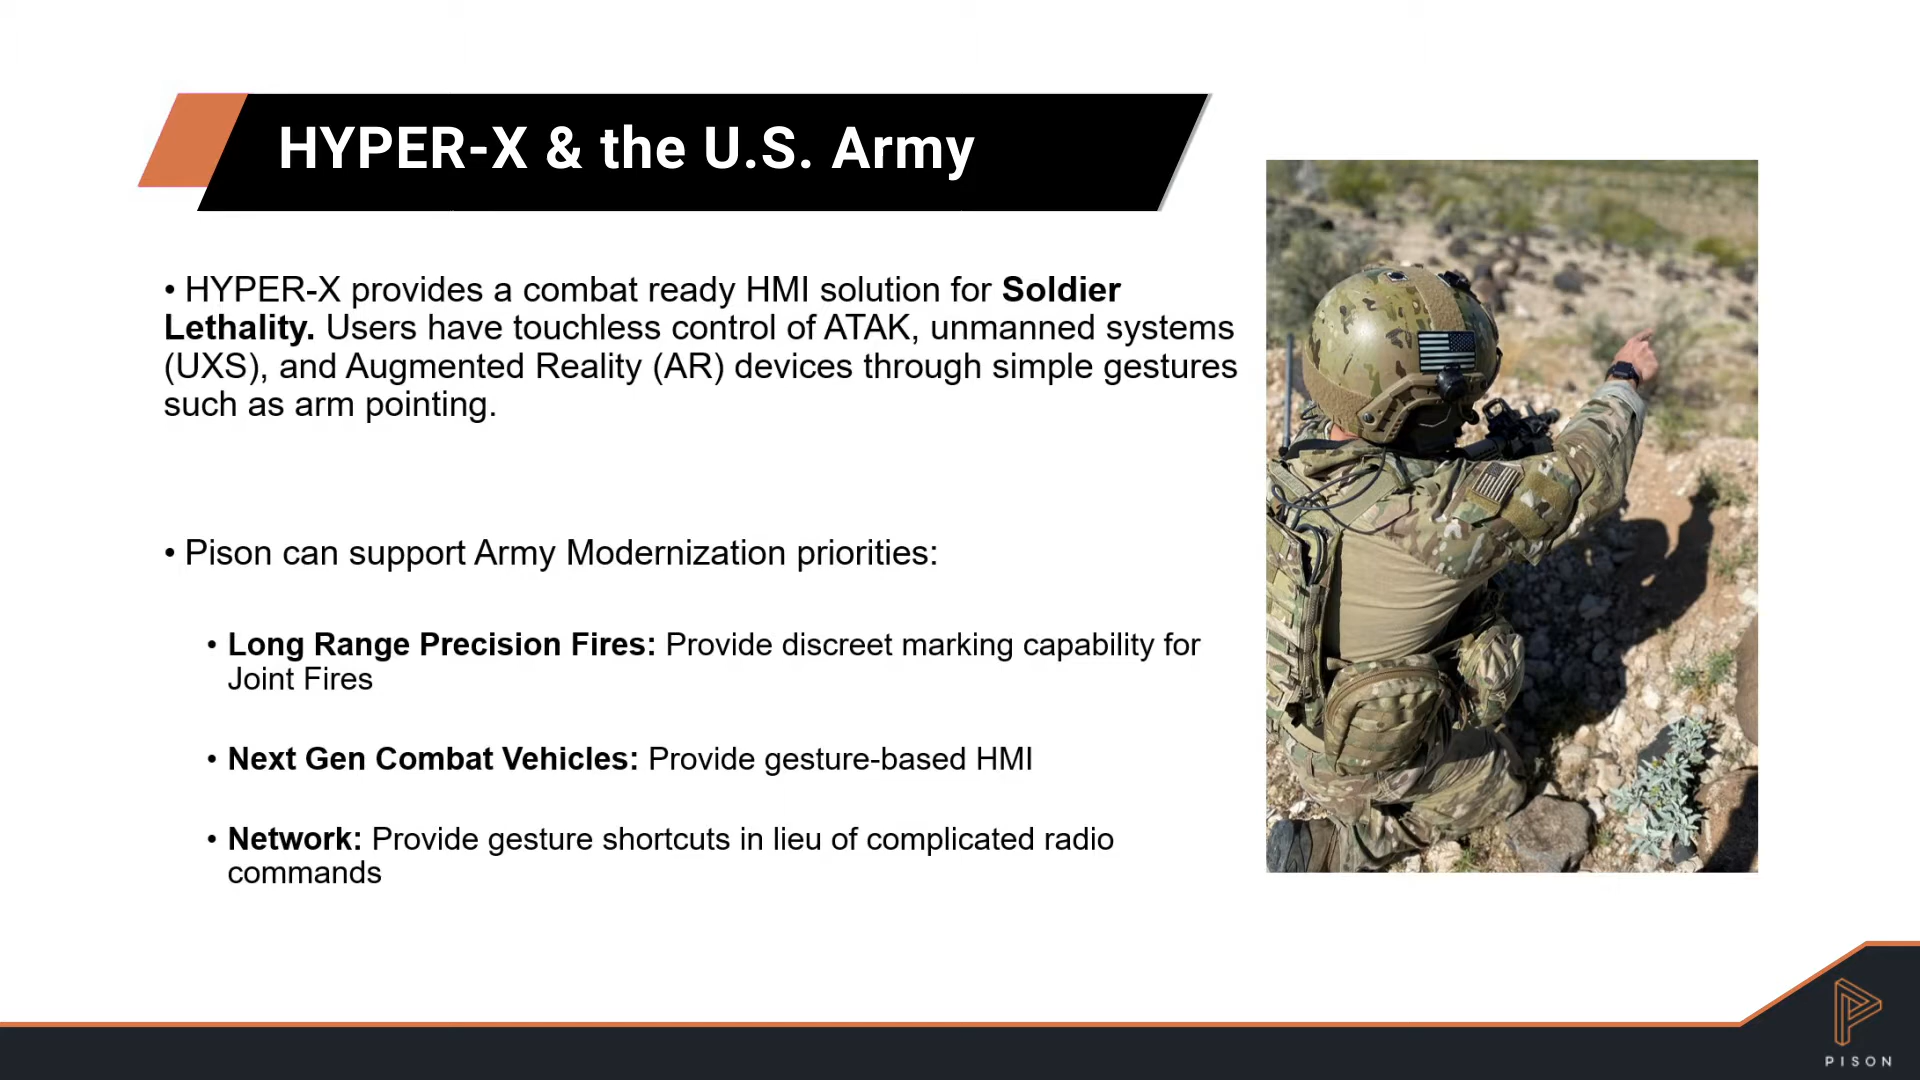 HYPER-X & the U.S. Army
• HYPER-X provides a combat ready HMI solution for Soldier
Lethality. Users have touchless control of ATAK, unmanned systems
(UXS), and Augmented Reality (AR) devices through simple gestures
such as arm pointing.
• Pison can support Army Modernization priorities:
• Long Range Precision Fires: Provide discreet marking capability for
Joint Fires
• Next Gen Combat Vehicles: Provide gesture-based HMI
• Network: Provide gesture shortcuts in lieu of complicated radio
commands
PISON